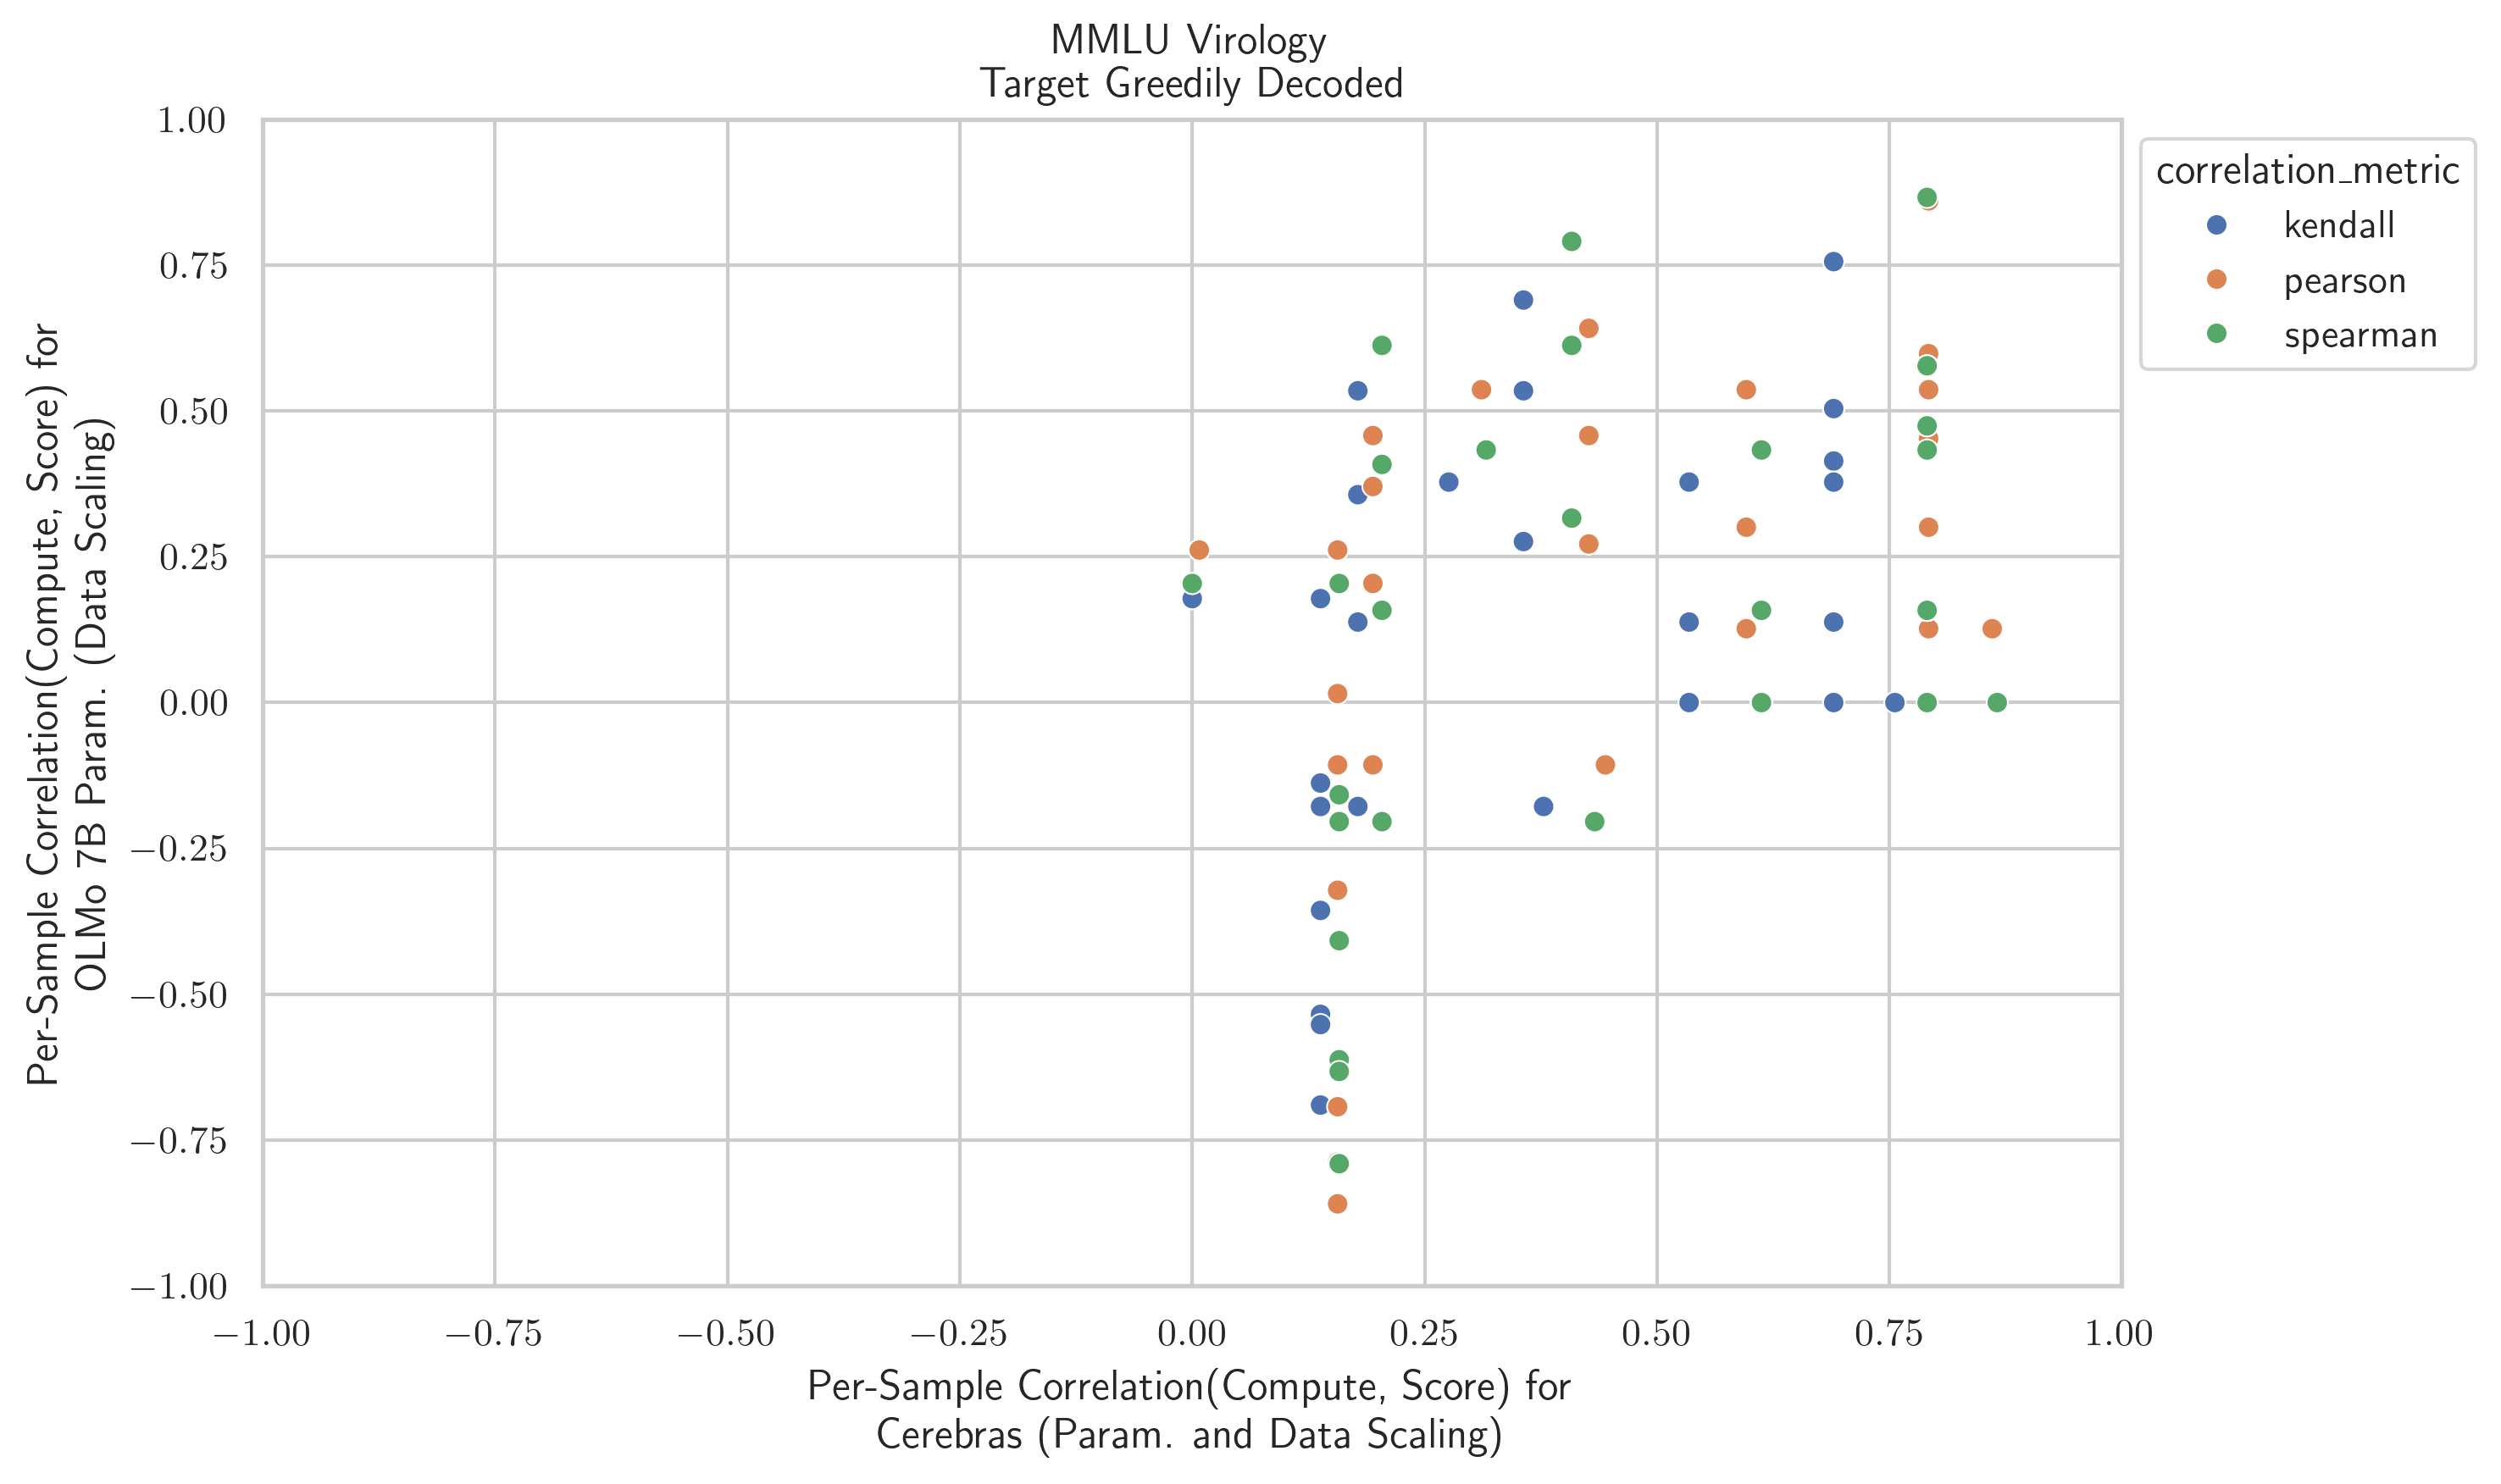 MMLU Virology
Target Greedily Decoded
Per-Sample Correlation(Compute, Score) for
OLMo 7B Param. (Data Scaling)
1.00
0.75
0.50
0.25
0.00
−0.25
−0.50
−0.75
−1.00
−1.00 −0.75 −0.50 −0.25 0.00 0.25 0.50 0.75 1.00
Per-Sample Correlation(Compute, Score) for
Cerebras (Param. and Data Scaling)
correlation_metric
kendall
pearson
spearman